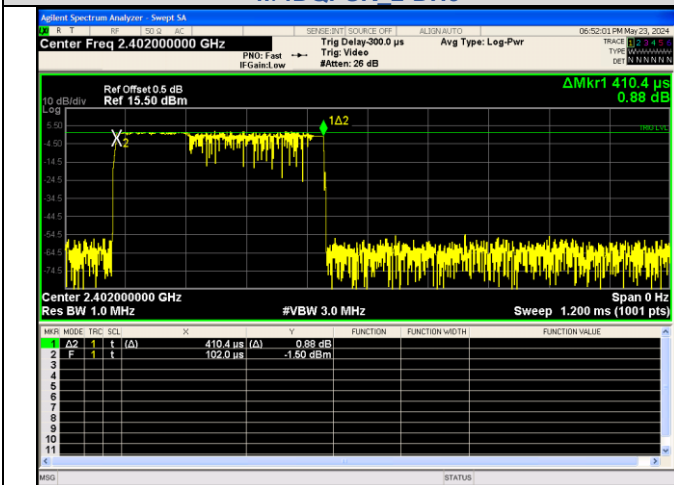 Agilent Spectrum Analyzer - Swept SA
R T RF 50 Ω AC SENSE:INT SOURCE OFF ALIGN AUTO 06:52:01 PM May 23, 2024
Center Freq 2.402000000 GHz
PNO: Fast
IFGain:Low
Trig Delay-300.0 µs
Trig: Video
#Atten: 26 dB
Avg Type: Log-Pwr
TRACE 1 2 3 4 5 6
TYPE
DET N N N N N N
ΔMkr1 410.4 µs
0.88 dB
Ref Offset 0.5 dB
Ref 15.50 dBm
10 dB/div
Log
5.50
-4.50
-14.5
-24.5
-34.5
-44.5
-54.5
-64.5
-74.5
1Δ2
TRIG LVL
2
Center 2.402000000 GHz
Span 0 Hz
Res BW 1.0 MHz
#VBW 3.0 MHz
Sweep 1.200 ms (1001 pts)
MKR MODE TRC SCL X Y FUNCTION FUNCTION WIDTH FUNCTION VALUE
1 Δ2 1 t (Δ) 410.4 µs (Δ) 0.88 dB
2 F 1 t 102.0 µs -1.50 dBm
3
4
5
6
7
8
9
10
11
MSG
STATUS